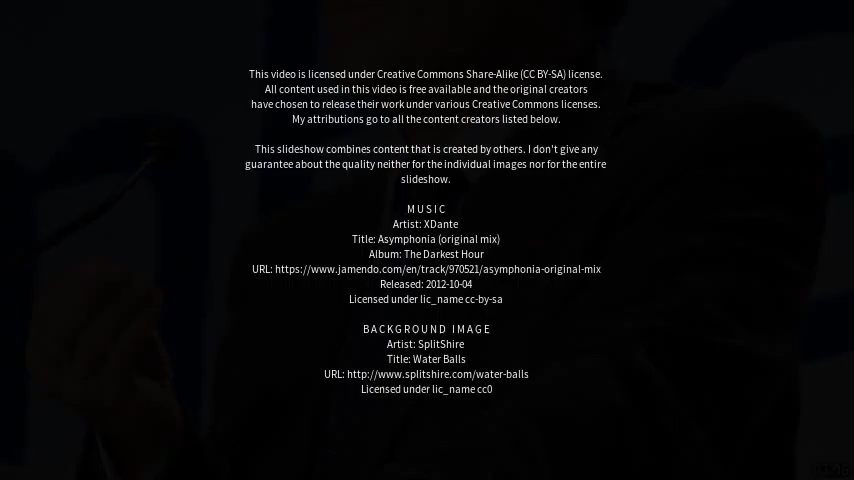 This video is licensed under Creative Commons Share-Alike (CC BY-SA) license.
All content used in this video is free available and the original creators
have chosen to release their work under various Creative Commons licenses.
My attributions go to all the content creators listed below.
This slideshow combines content that is created by others. I don't give any
guarantee about the quality neither for the individual images nor for the entire
slideshow.
MUSIC
Artist: XDante
Title: Asymphonia (original mix)
Album: The Darkest Hour
URL: https://www.jamendo.com/en/track/970521/asymphonia-original-mix
Released: 2012-10-04
Licensed under lic_name cc-by-sa
BACKGROUND IMAGE
Artist: SplitShire
Title: Water Balls
URL: http://www.splitshire.com/water-balls
Licensed under lic_name cc0